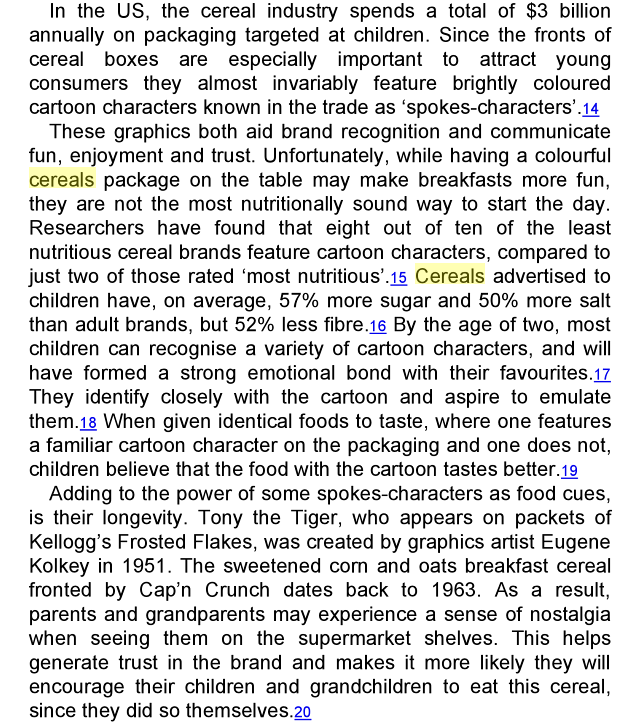 In the US, the cereal industry spends a total of $3 billion
annually on packaging targeted at children. Since the fronts of
cereal boxes are especially important to attract young
consumers they almost invariably feature brightly coloured
cartoon characters known in the trade as ‘spokes-characters’.14
These graphics both aid brand recognition and communicate
fun, enjoyment and trust. Unfortunately, while having a colourful
cereals package on the table may make breakfasts more fun,
they are not the most nutritionally sound way to start the day.
Researchers have found that eight out of ten of the least
nutritious cereal brands feature cartoon characters, compared to
just two of those rated ‘most nutritious’.15 Cereals advertised to
children have, on average, 57% more sugar and 50% more salt
than adult brands, but 52% less fibre.16 By the age of two, most
children can recognise a variety of cartoon characters, and will
have formed a strong emotional bond with their favourites.17
They identify closely with the cartoon and aspire to emulate
them.18 When given identical foods to taste, where one features
a familiar cartoon character on the packaging and one does not,
children believe that the food with the cartoon tastes better.19
Adding to the power of some spokes-characters as food cues,
is their longevity. Tony the Tiger, who appears on packets of
Kellogg’s Frosted Flakes, was created by graphics artist Eugene
Kolkey in 1951. The sweetened corn and oats breakfast cereal
fronted by Cap’n Crunch dates back to 1963. As a result,
parents and grandparents may experience a sense of nostalgia
when seeing them on the supermarket shelves. This helps
generate trust in the brand and makes it more likely they will
encourage their children and grandchildren to eat this cereal,
since they did so themselves.20